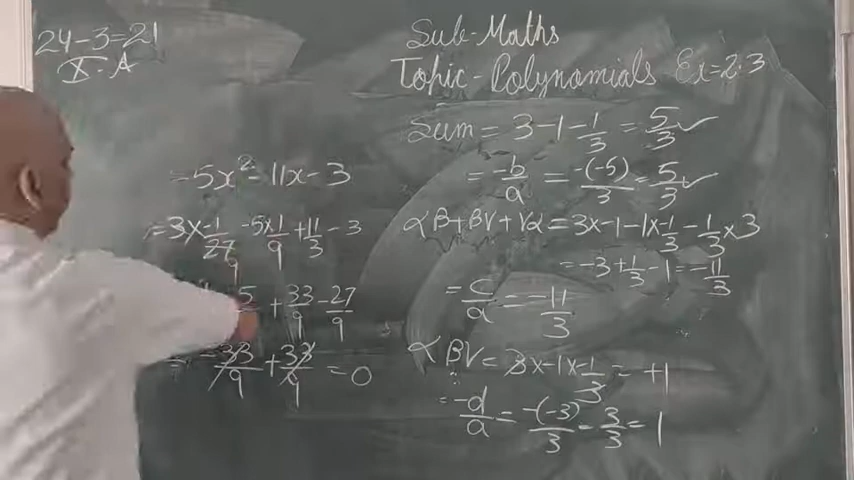 24-3=21
X-A
Sub-Maths
Topic-Polynomials Ex=2.3
Sum = 3-1-1/3 = 5/3 ✓
= -b/a = -(-5)/3 = 5/3 ✓
αβ+βγ+γα = 3x-1-1x-1/3-1/3x3
= -3+1/3-1 = -11/3
= c/a = -11/3
αβγ = 3x-1x-1/3 = +1
= -d/a = -(-3)/3 = 3/3 = 1
-5x²-11x-3
= 3x-1/27 -5x1/9 +11/3 -3
5 +33/9 -27/9
= -33/9 +33/9 = 0